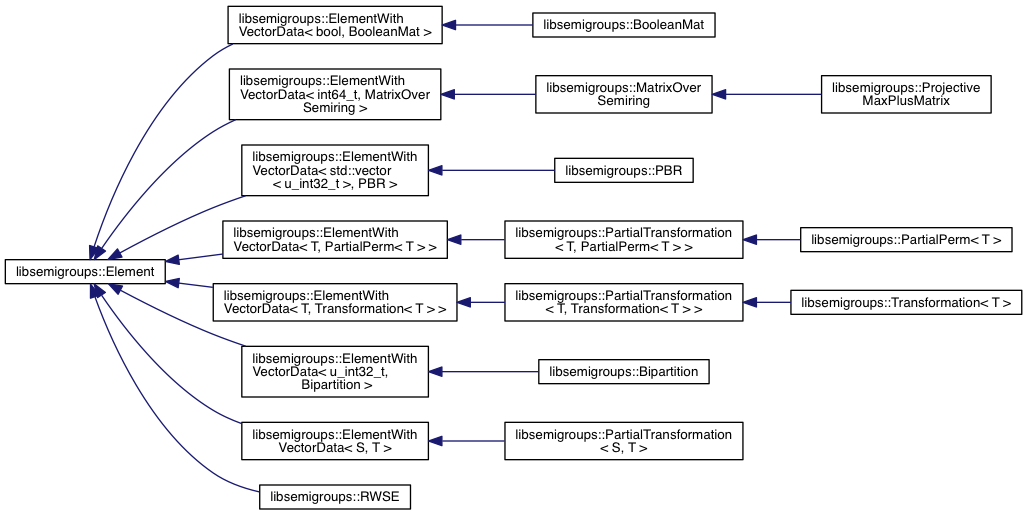 libsemigroups::ElementWith
VectorData< bool, BooleanMat >
libsemigroups::BooleanMat
libsemigroups::ElementWith
VectorData< int64_t, MatrixOver
Semiring >
libsemigroups::MatrixOver
Semiring
libsemigroups::Projective
MaxPlusMatrix
libsemigroups::ElementWith
VectorData< std::vector
< u_int32_t >, PBR >
libsemigroups::PBR
libsemigroups::ElementWith
VectorData< T, PartialPerm< T > >
libsemigroups::PartialTransformation
< T, PartialPerm< T > >
libsemigroups::PartialPerm< T >
libsemigroups::Element
libsemigroups::ElementWith
VectorData< T, Transformation< T > >
libsemigroups::PartialTransformation
< T, Transformation< T > >
libsemigroups::Transformation< T >
libsemigroups::ElementWith
VectorData< u_int32_t,
Bipartition >
libsemigroups::Bipartition
libsemigroups::ElementWith
VectorData< S, T >
libsemigroups::PartialTransformation
< S, T >
libsemigroups::RWSE